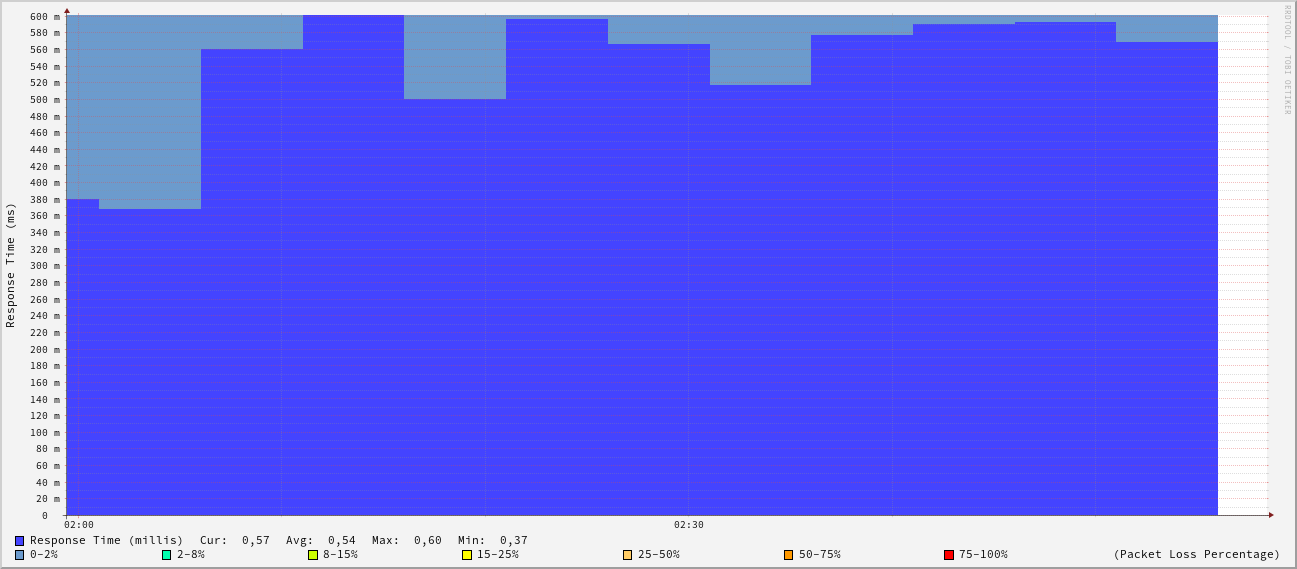 600 m
580 m
560 m
540 m
520 m
500 m
480 m
460 m
440 m
420 m
400 m
380 m
360 m
340 m
320 m
300 m
280 m
260 m
240 m
220 m
200 m
180 m
160 m
140 m
120 m
100 m
80 m
60 m
40 m
20 m
0
Response Time (ms)
RRDTOOL / TOBI OETIKER
02:00 02:30
Response Time (millis) Cur: 0,57 Avg: 0,54 Max: 0,60 Min: 0,37
0-2% 2-8% 8-15% 15-25% 25-50% 50-75% 75-100% (Packet Loss Percentage)